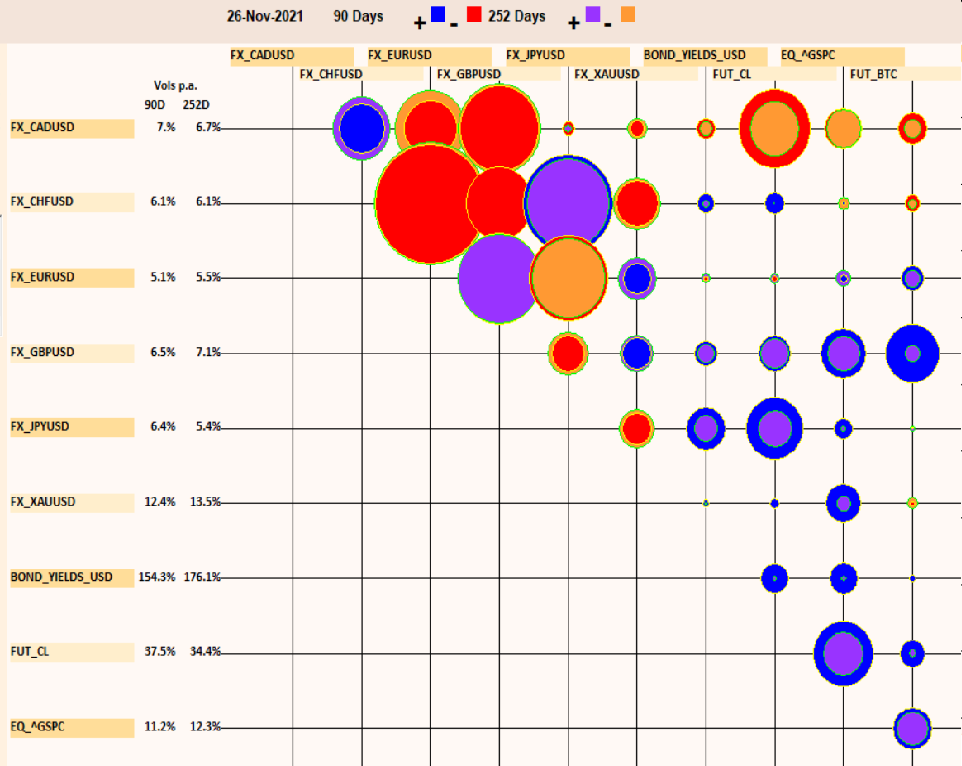 26-Nov-2021 90 Days + - 252 Days + -
FX_CADUSD FX_EURUSD FX_JPYUSD BOND_YIELDS_USD EQ_^GSPC
FX_CHFUSD FX_GBPUSD FX_XAUUSD FUT_CL FUT_BTC
Vols p.a.
90D 252D
FX_CADUSD 7.% 6.7%
FX_CHFUSD 6.1% 6.1%
FX_EURUSD 5.1% 5.5%
FX_GBPUSD 6.5% 7.1%
FX_JPYUSD 6.4% 5.4%
FX_XAUUSD 12.4% 13.5%
BOND_YIELDS_USD 154.3% 176.1%
FUT_CL 37.5% 34.4%
EQ_^GSPC 11.2% 12.3%